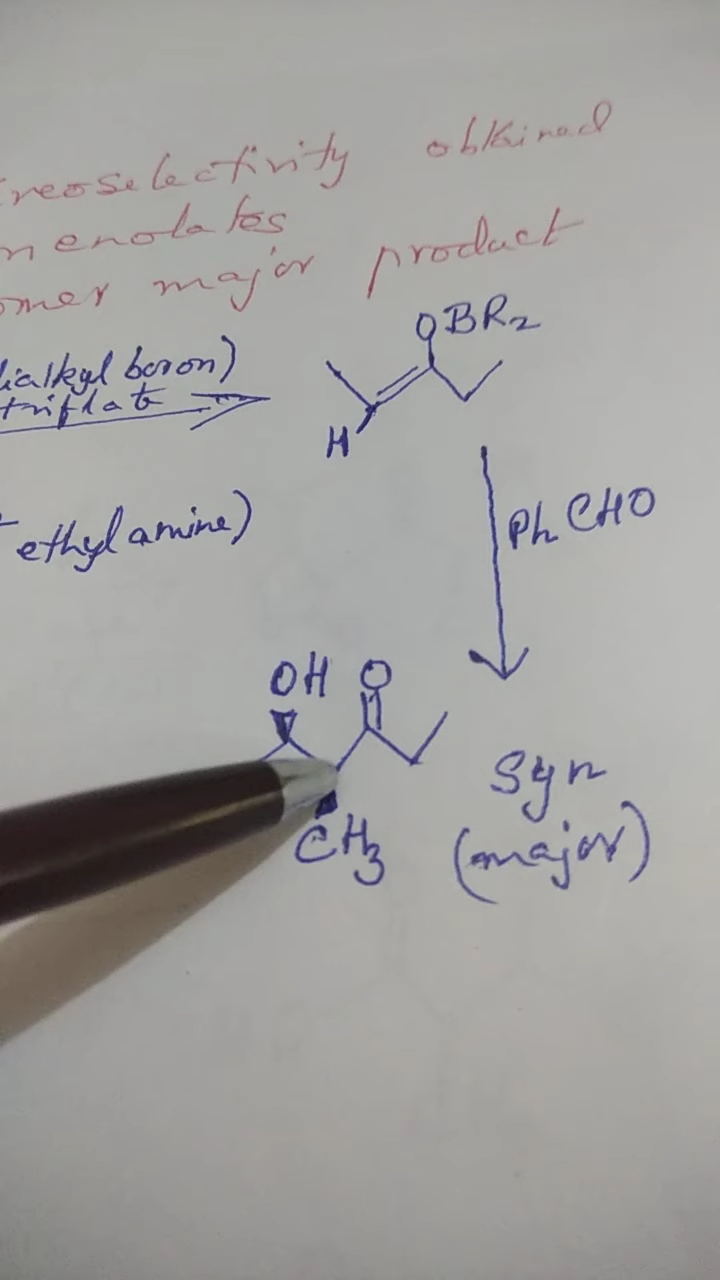 reoselectivity obtained
n enolates
omer major product
OBR2
ialkyl boron)
triflate
H
ethylamine)
PhCHO
OH O
Syn
CH3
(major)